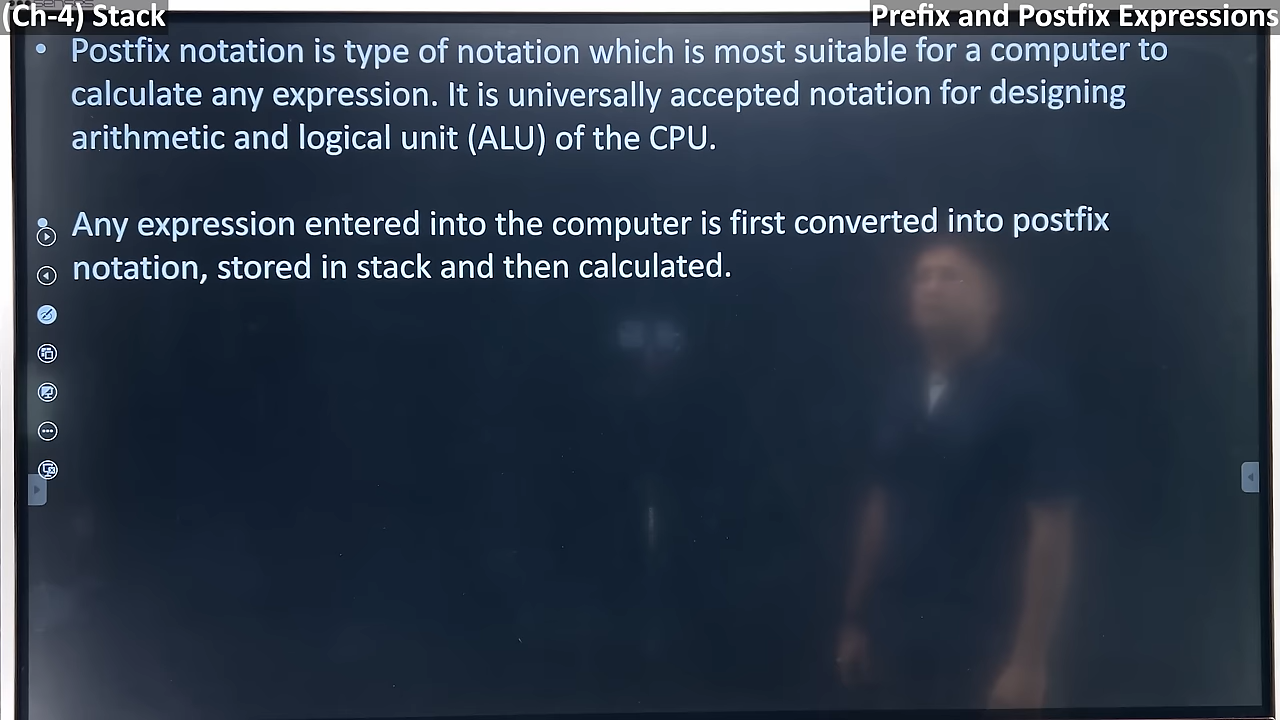 (Ch-4) Stack
Prefix and Postfix Expressions
• Postfix notation is type of notation which is most suitable for a computer to
calculate any expression. It is universally accepted notation for designing
arithmetic and logical unit (ALU) of the CPU.
• Any expression entered into the computer is first converted into postfix
notation, stored in stack and then calculated.